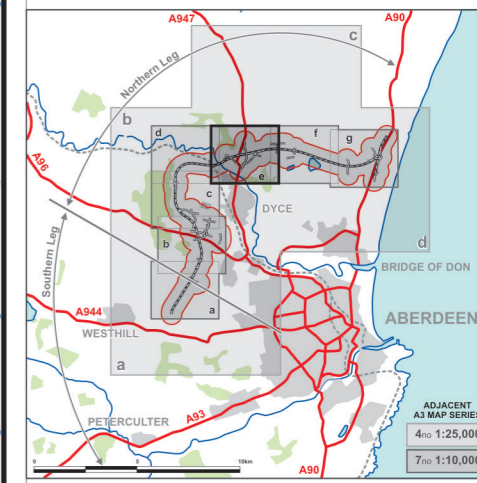 A947
A90
c
Northern Leg
b
d
f
g
A96
e
c
DYCE
Southern Leg
b
d
BRIDGE OF DON
a
A944
ABERDEEN
WESTHILL
a
ADJACENT
A3 MAP SERIES
PETERCULTER
A93
4no 1:25,000
7no 1:10,000
0 5 10km
A90